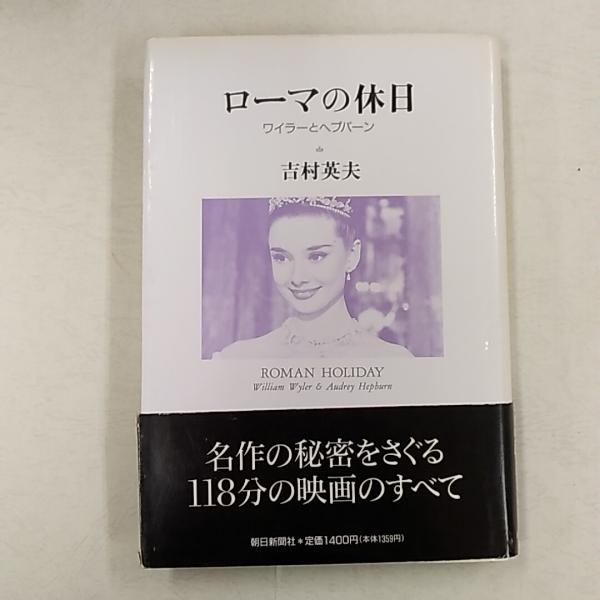 ローマの休日
ワイラーとヘプバーン
吉村英夫
ROMAN HOLIDAY
William Wyler & Audrey Hepburn
名作の秘密をさぐる
118分の映画のすべて
朝日新聞社*定価1400円(本体1359円)